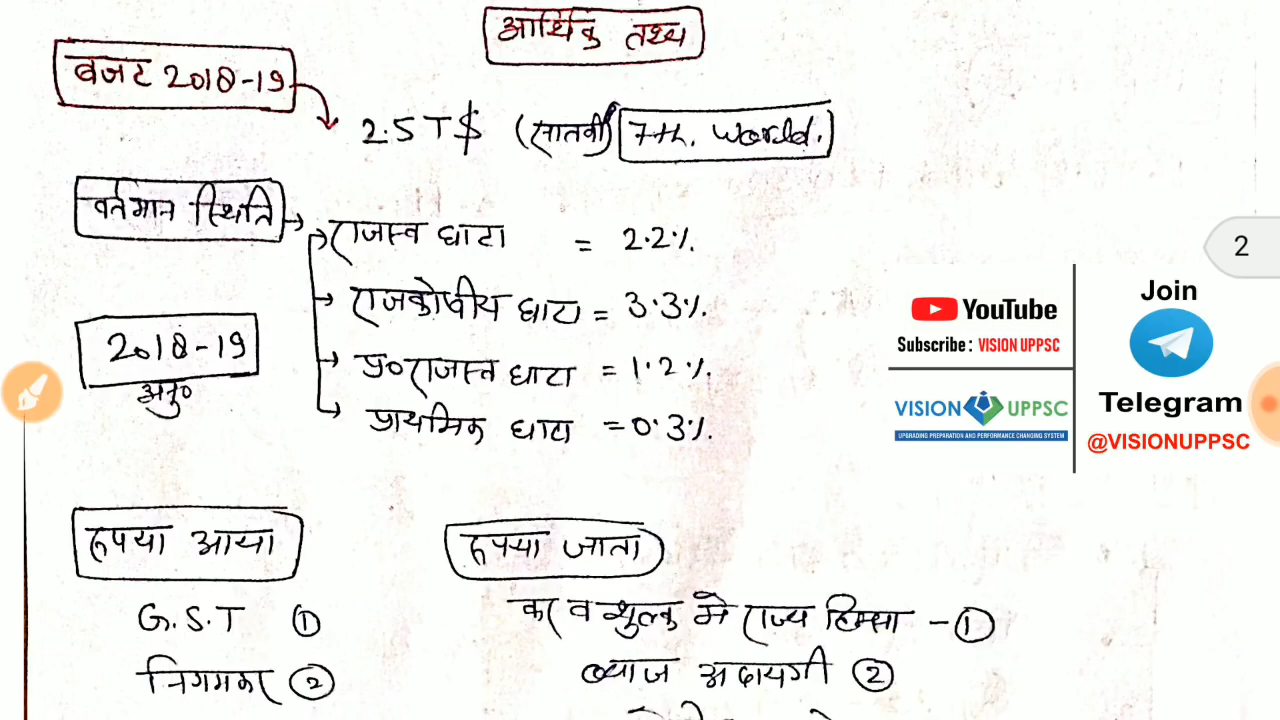 आर्थिक तथ्य
बजट 2018-19
2.5 T $ (सातवीं) 7th. World.
वर्तमान स्थिति
राजस्व घाटा = 2.2%.
राजकोषीय घाटा = 3.3%.
2018-19
अनु०
प्र० राजस्व घाटा = 1.2%.
प्राथमिक घाटा = 0.3%.
2
YouTube
Subscribe : VISION UPPSC
VISION UPPSC
UPGRADING PREPARATION AND PERFORMANCE CHANGING SYSTEM
Join
Telegram
@VISIONUPPSC
रूपया आया
रूपया जाता
G.S.T ①
कर व शुल्क मे राज्य हिस्सा - ①
निगमकर ②
ब्याज अदायगी ②